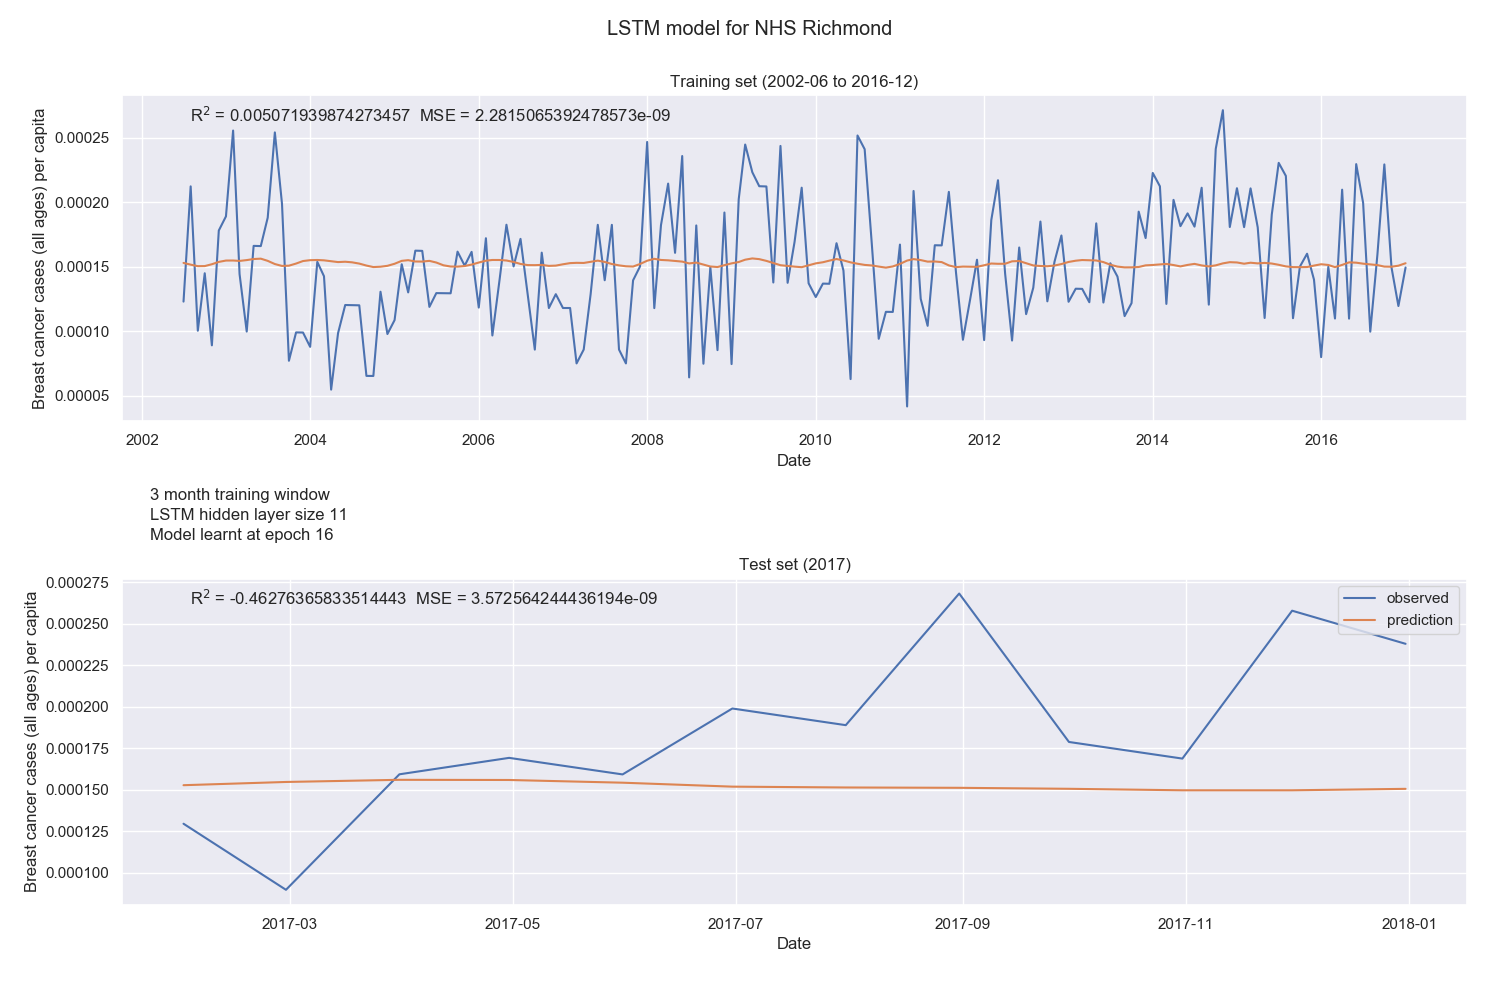 LSTM model for NHS Richmond
Training set (2002-06 to 2016-12)
R² = 0.005071939874273457 MSE = 2.2815065392478573e-09
Breast cancer cases (all ages) per capita
0.00025
0.00020
0.00015
0.00010
0.00005
2002 2004 2006 2008 2010 2012 2014 2016
Date
3 month training window
LSTM hidden layer size 11
Model learnt at epoch 16
Test set (2017)
R² = -0.46276365833514443 MSE = 3.572564244436194e-09
observed
prediction
Breast cancer cases (all ages) per capita
0.000275
0.000250
0.000225
0.000200
0.000175
0.000150
0.000125
0.000100
2017-03 2017-05 2017-07 2017-09 2017-11 2018-01
Date